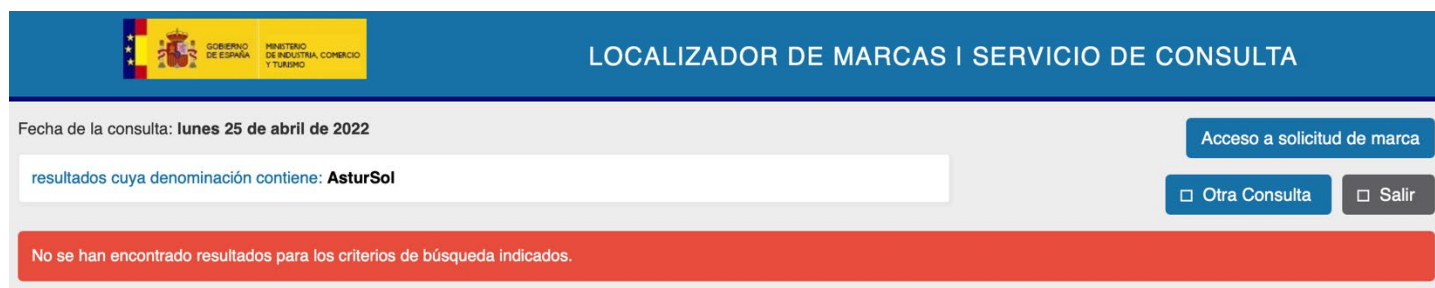 GOBIERNO DE ESPAÑA
MINISTERIO DE INDUSTRIA, COMERCIO Y TURISMO
LOCALIZADOR DE MARCAS I SERVICIO DE CONSULTA
Fecha de la consulta: lunes 25 de abril de 2022
Acceso a solicitud de marca
resultados cuya denominación contiene: AsturSol
Otra Consulta
Salir
No se han encontrado resultados para los criterios de búsqueda indicados.